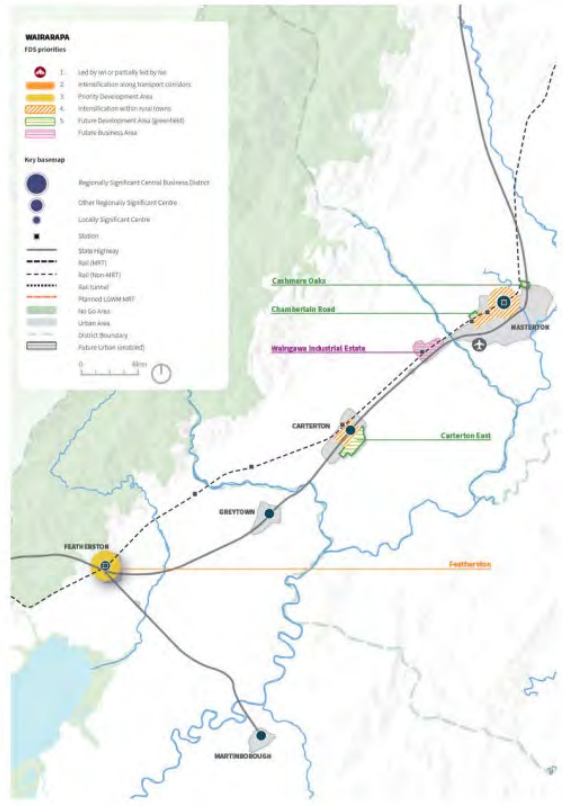 WAIRARAPA
FDS priorities
1. Led by iwi or partially led by iwi
2. Intensification along transport corridors
3. Priority Development Area
4. Intensification within rural towns
5. Future Development Area (greenfield)
Future Business Area
Key basemap
Regionally Significant Central Business District
Other Regionally Significant Centre
Locally Significant Centre
Station
State Highway
Rail (MRT)
Rail (Non-MRT)
Rail tunnel
Planned LGWM MRT
No Go Area
Urban Area
District Boundary
Future Urban (enabled)
0
Cashmere Oaks
Chamberlain Road
MASTERTON
Waingawa Industrial Estate
CARTERTON
Carterton East
GREYTOWN
FEATHERSTON
Featherston
MARTINBOROUGH